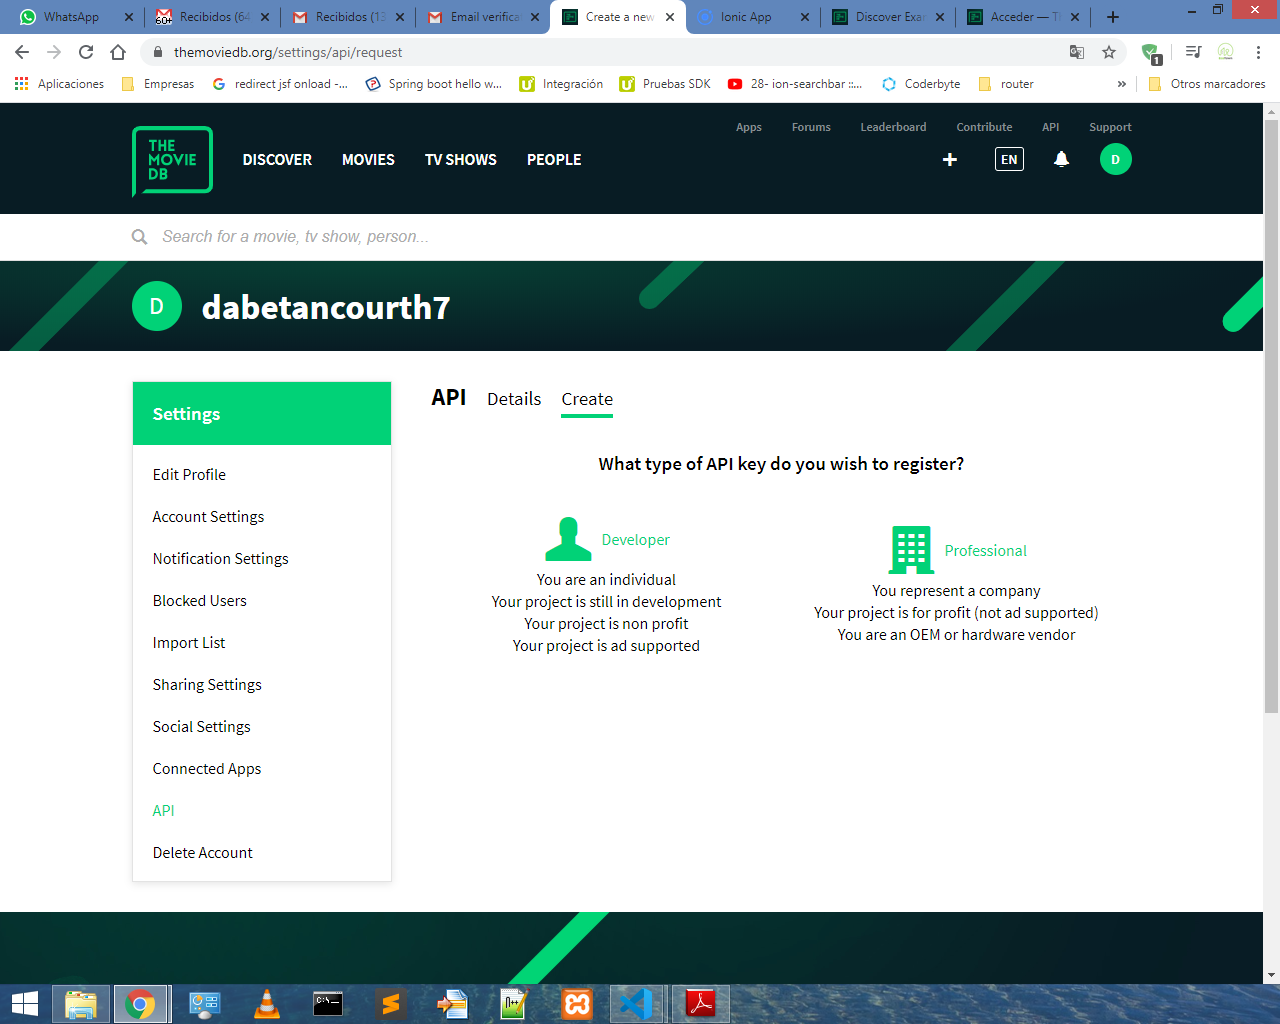 WhatsApp
Recibidos (64
Recibidos (13
Email verifica
Create a new
Ionic App
Discover Exa
Acceder — T
themoviedb.org/settings/api/request
1
Aplicaciones
Empresas
redirect jsf onload -...
Spring boot hello w...
Integración
Pruebas SDK
28- ion-searchbar ::...
Coderbyte
router
»
Otros marcadores
THE
MOVIE
DB
Apps
Forums
Leaderboard
Contribute
API
Support
DISCOVER
MOVIES
TV SHOWS
PEOPLE
+
EN
D
Search for a movie, tv show, person...
D
dabetancourth7
Settings
Edit Profile
Account Settings
Notification Settings
Blocked Users
Import List
Sharing Settings
Social Settings
Connected Apps
API
Delete Account
API
Details
Create
What type of API key do you wish to register?
Developer
You are an individual
Your project is still in development
Your project is non profit
Your project is ad supported
Professional
You represent a company
Your project is for profit (not ad supported)
You are an OEM or hardware vendor